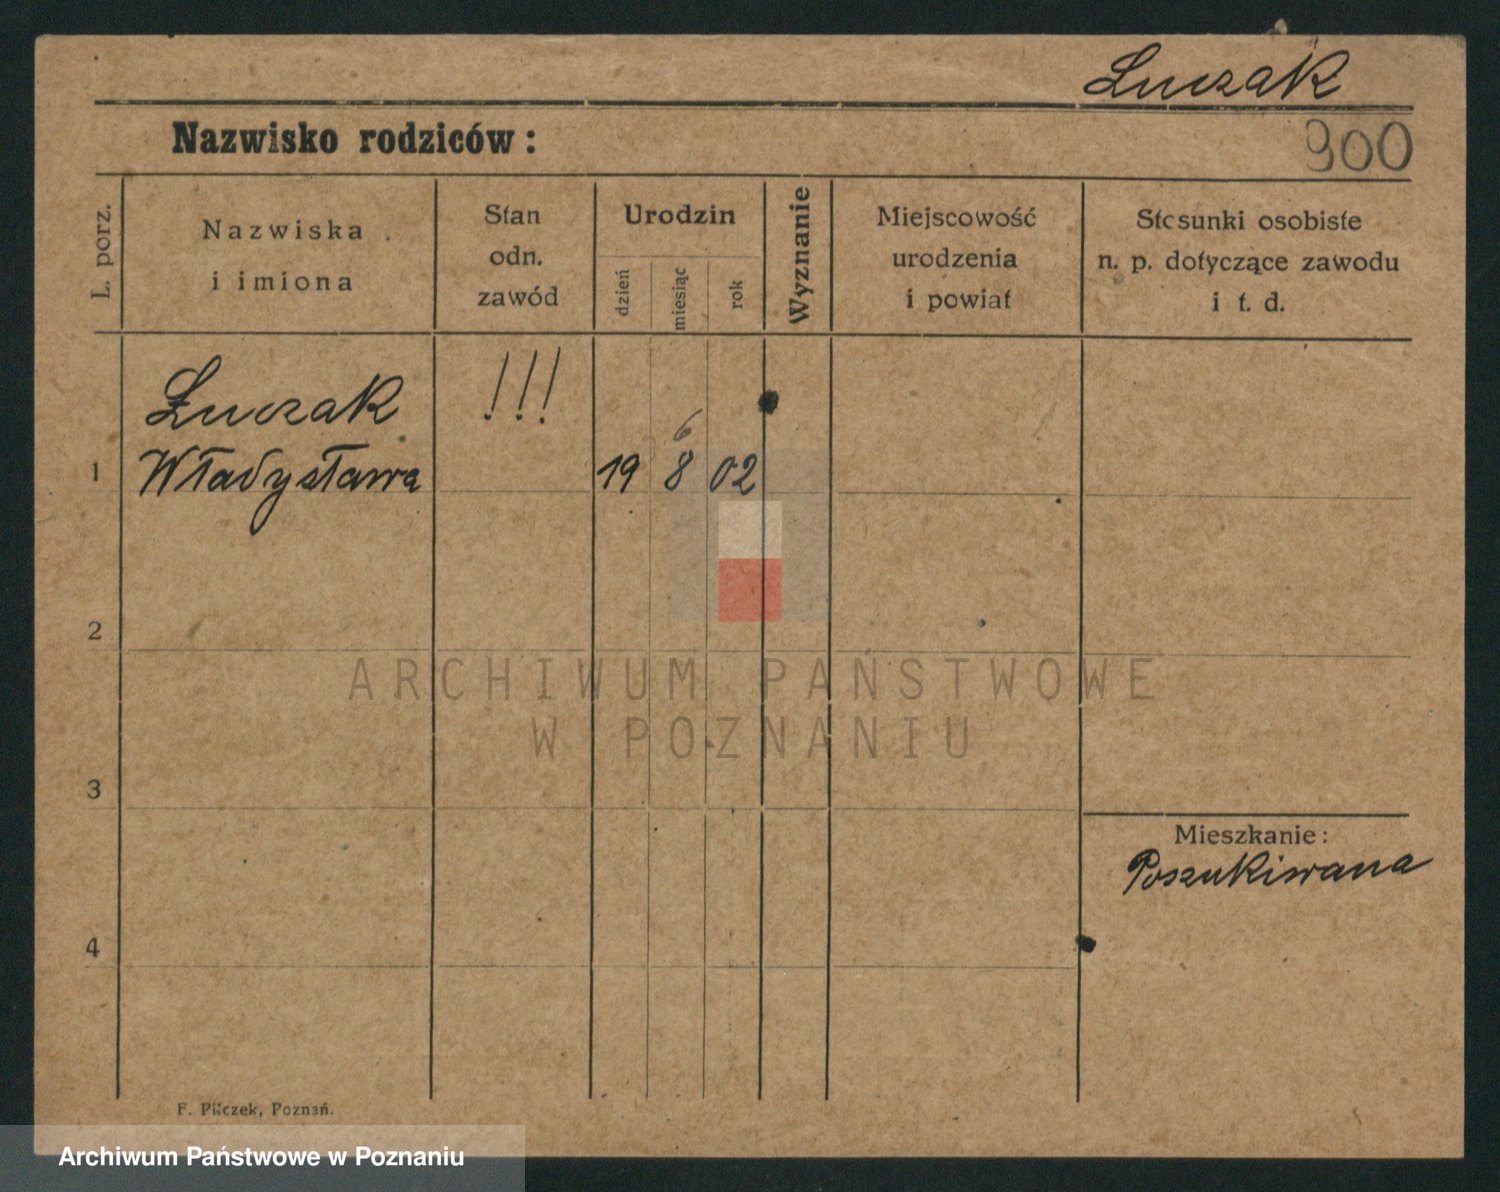 Łuczak
Nazwisko rodziców:
900
L. porz.
Nazwiska
i imiona
Stan
odn.
zawód
Urodzin
dzień
miesiąc
rok
Wyznanie
Miejscowość
urodzenia
i powiat
Stosunki osobiste
n. p. dotyczące zawodu
i t. d.
Łuczak
!!!
6
1
Władysława
19 8 02
2
ARCHIWUM PAŃSTWOWE
W POZNANIU
3
Mieszkanie:
Poszukiwana
4
F. Pilczek, Poznań.
Archiwum Państwowe w Poznaniu